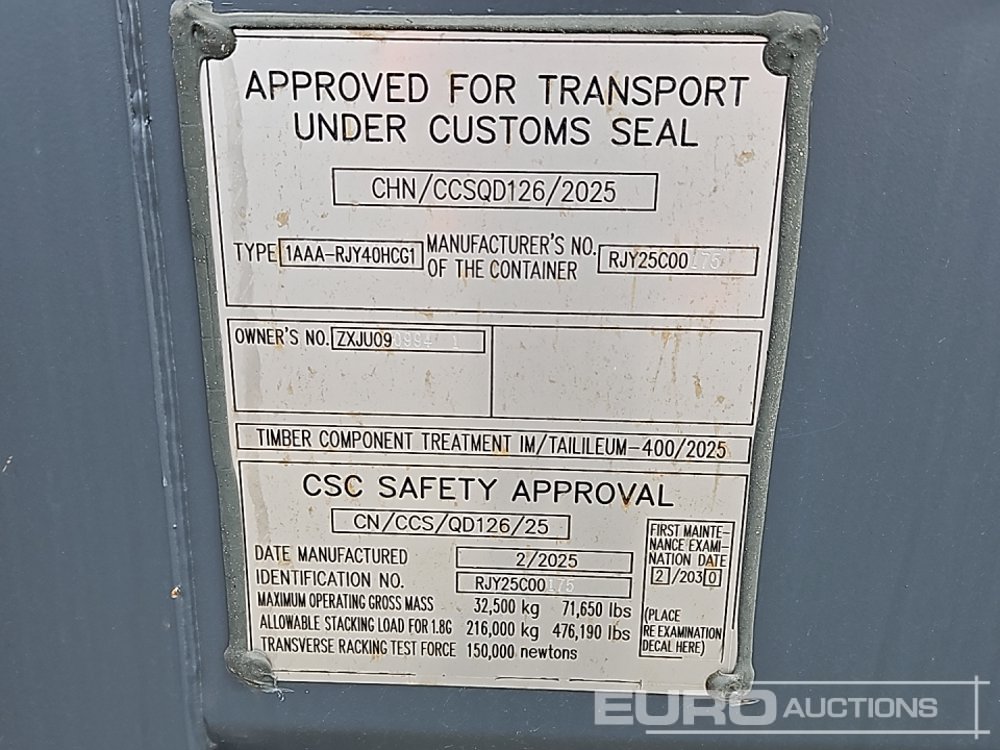 APPROVED FOR TRANSPORT
UNDER CUSTOMS SEAL
CHN/CCSQD126/2025
TYPE 1AAA-RJY40HCG1 MANUFACTURER'S NO. OF THE CONTAINER RJY25C00175
OWNER'S NO. ZXJU090994 1
TIMBER COMPONENT TREATMENT IM/TAILILEUM-400/2025
CSC SAFETY APPROVAL
CN/CCS/QD126/25
DATE MANUFACTURED 2/2025
IDENTIFICATION NO. RJY25C00175
MAXIMUM OPERATING GROSS MASS 32,500 kg 71,650 lbs
ALLOWABLE STACKING LOAD FOR 1.8G 216,000 kg 476,190 lbs
TRANSVERSE RACKING TEST FORCE 150,000 newtons
FIRST MAINTE-
NANCE EXAMI-
NATION DATE
2/2030
(PLACE
RE EXAMINATION
DECAL HERE)
EURO AUCTIONS